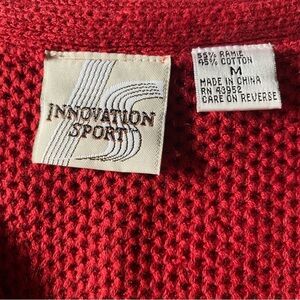 INNOVATION
SPORT
55% RAMIE
45% COTTON
M
MADE IN CHINA
RN 43952
CARE ON REVERSE